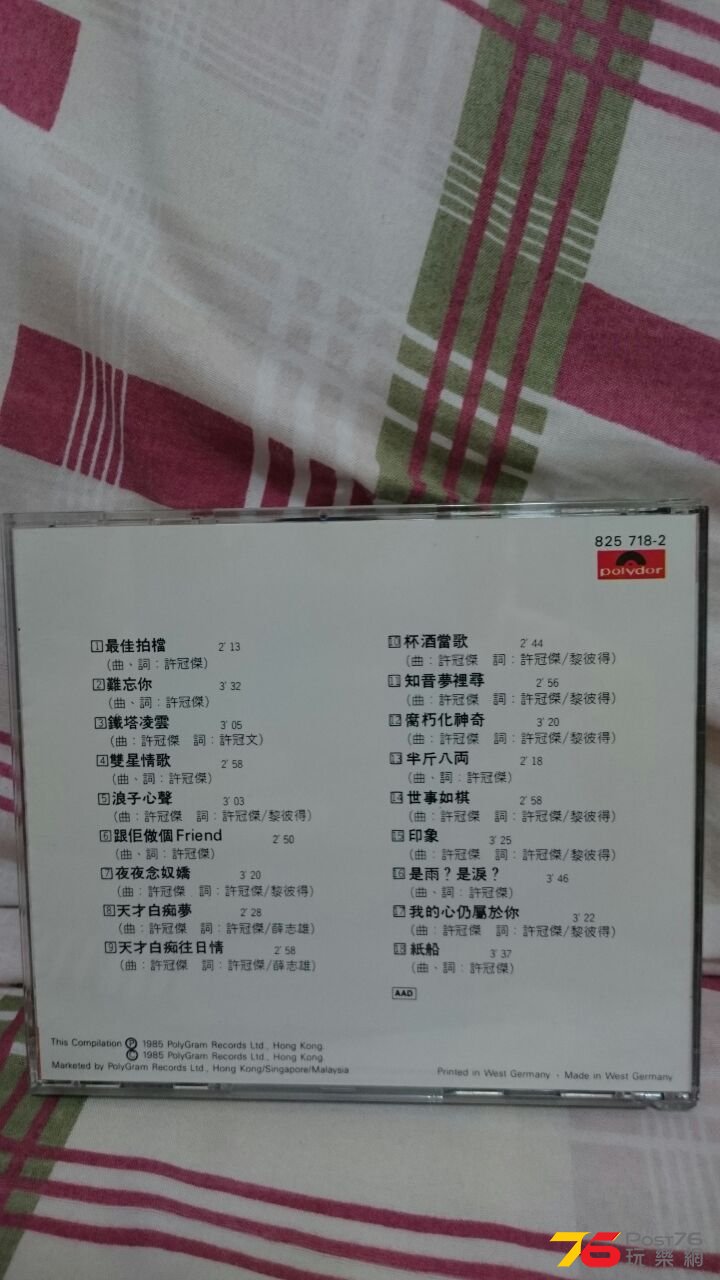 825 718-2
polydor
1 最佳拍檔 2'13
(曲、詞：許冠傑)
2 難忘你 3'32
(曲、詞：許冠傑)
3 鐵塔凌雲 3'05
(曲：許冠傑 詞：許冠文)
4 雙星情歌 2'58
(曲、詞：許冠傑)
5 浪子心聲 3'03
(曲：許冠傑 詞：許冠傑/黎彼得)
6 跟佢做個Friend 2'50
(曲、詞：許冠傑)
7 夜夜念奴嬌 3'20
(曲：許冠傑 詞：許冠傑/黎彼得)
8 天才白痴夢 2'28
(曲：許冠傑 詞：許冠傑/薛志雄)
9 天才白痴往日情 2'58
(曲：許冠傑 詞：許冠傑/薛志雄)
10 杯酒當歌 2'44
(曲：許冠傑 詞：許冠傑/黎彼得)
11 知音夢裡尋 2'56
(曲：許冠傑 詞：許冠傑/黎彼得)
12 腐朽化神奇 3'20
(曲：許冠傑 詞：許冠傑/黎彼得)
13 半斤八両 2'18
(曲、詞：許冠傑)
14 世事如棋 2'58
(曲：許冠傑 詞：許冠傑/黎彼得)
15 印象 3'25
(曲：許冠傑 詞：許冠傑/黎彼得)
16 是雨？是淚？ 3'46
(曲、詞：許冠傑)
17 我的心仍屬於你 3'22
(曲：許冠傑 詞：許冠傑/黎彼得)
18 紙船 3'37
(曲、詞：許冠傑)
AAD
This Compilation Ⓟ 1985 PolyGram Records Ltd., Hong Kong.
© 1985 PolyGram Records Ltd., Hong Kong.
Marketed by PolyGram Records Ltd., Hong Kong/Singapore/Malaysia
Printed in West Germany · Made in West Germany
76 Post76
玩樂網